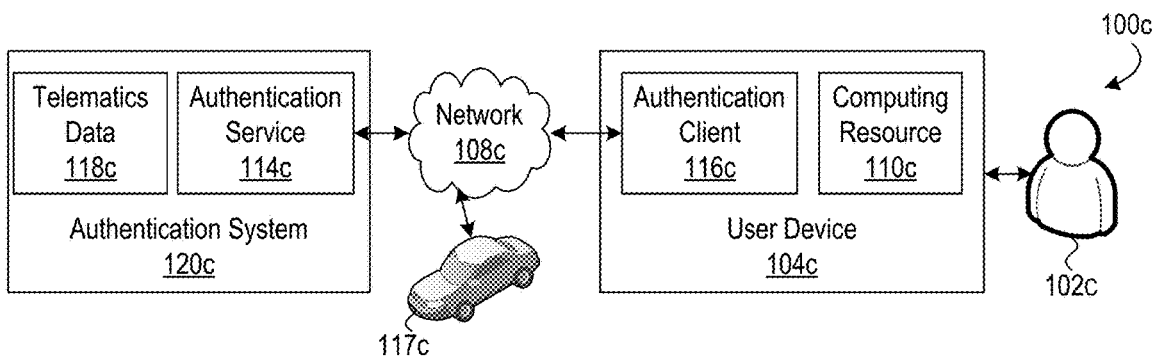 100c
Telematics
Data
118c
Authentication
Service
114c
Authentication System
120c
Network
108c
117c
Authentication
Client
116c
Computing
Resource
110c
User Device
104c
102c